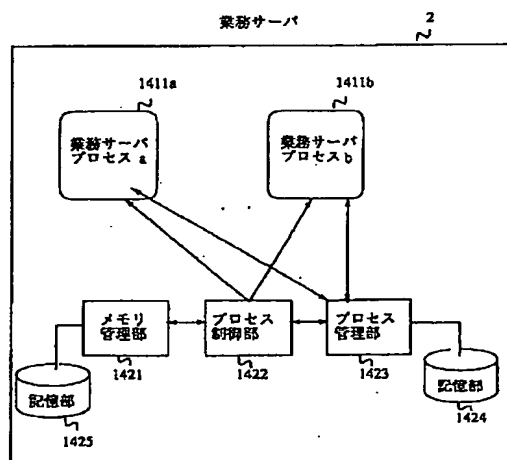 業務サーバ
2
1411a
1411b
業務サーバ
プロセス a
業務サーバ
プロセス b
メモリ
管理部
プロセス
制御部
プロセス
管理部
1421
1422
1423
記憶部
記憶部
1425
1424